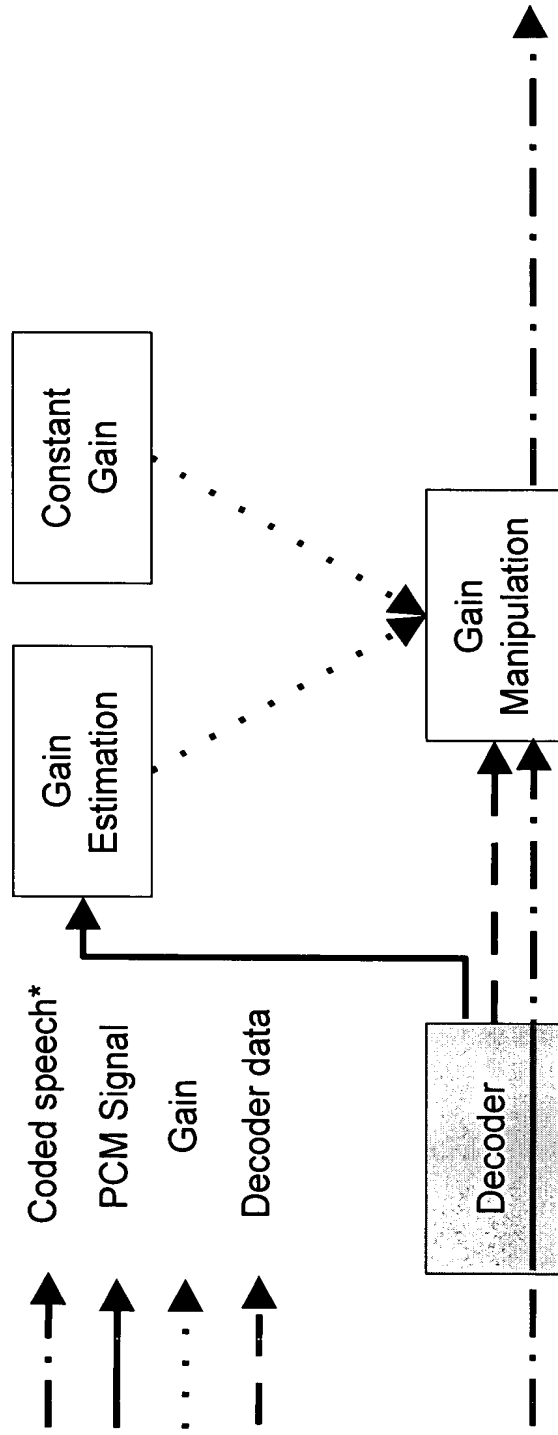 Coded speech*
PCM Signal
Gain
Decoder data
Gain
Estimation
Constant
Gain
Decoder
Gain
Manipulation